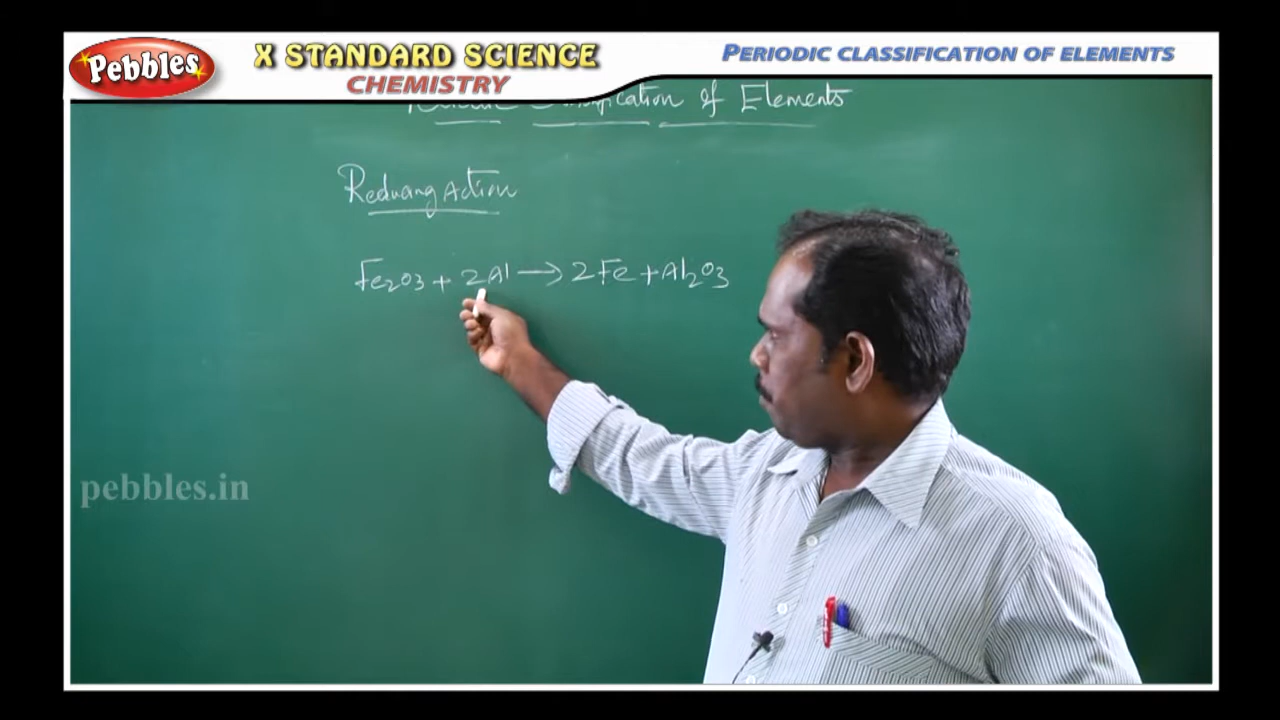 Pebbles
X STANDARD SCIENCE
CHEMISTRY
PERIODIC CLASSIFICATION OF ELEMENTS
of Elements
Reducing Action
Fe₂O₃ + 2Al → 2Fe + Al₂O₃
pebbles.in